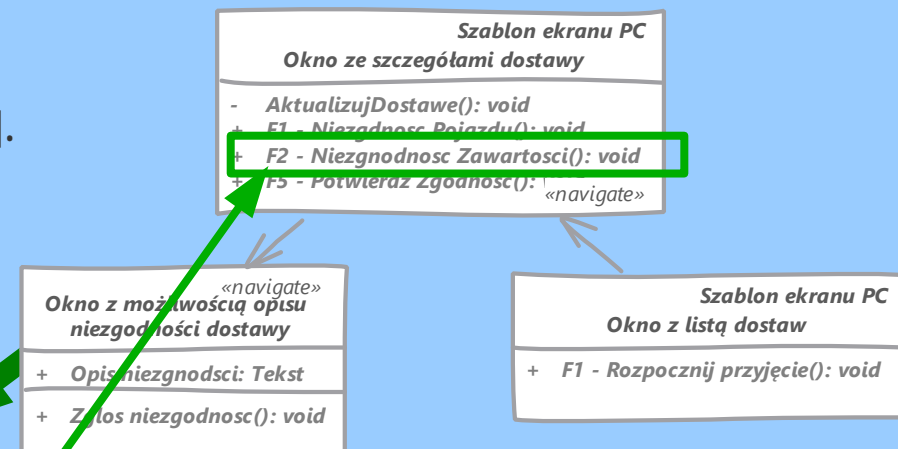 Szablon ekranu PC
Okno ze szczegółami dostawy
- AktualizujDostawe(): void
+ F1 - Niezgdnosc Pojazdu(): void
+ F2 - Niezgnodnosc Zawartosci(): void
+ F5 - Potwierdz Zgodnosc():
«navigate»
«navigate»
Okno z możliwością opisu
niezgodności dostawy
+ Opis niezgnodsci: Tekst
+ Zglos niezgodnosc(): void
Szablon ekranu PC
Okno z listą dostaw
+ F1 - Rozpocznij przyjęcie(): void